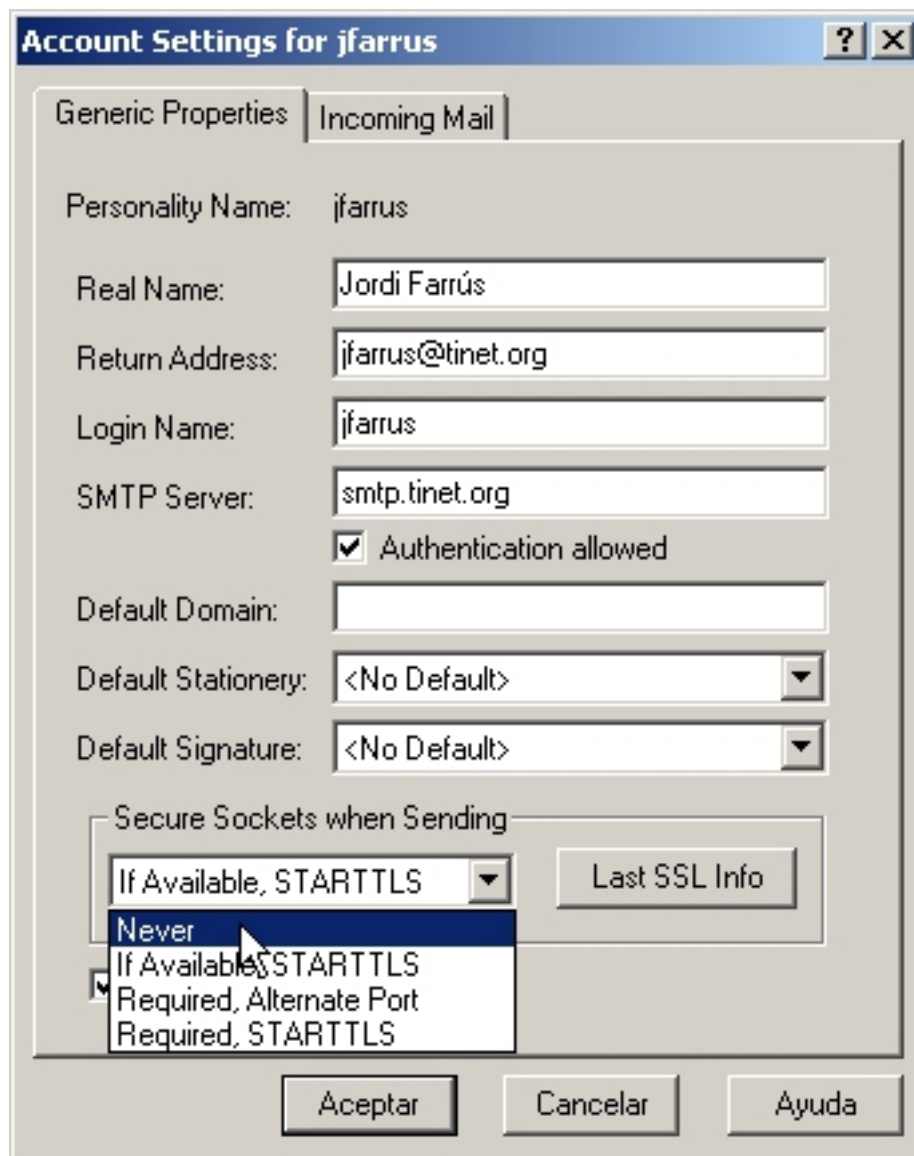 Account Settings for jfarrus
Generic Properties
Incoming Mail
Personality Name: jfarrus
Real Name: Jordi Farrús
Return Address: jfarrus@tinet.org
Login Name: jfarrus
SMTP Server: smtp.tinet.org
Authentication allowed
Default Domain:
Default Stationery: <No Default>
Default Signature: <No Default>
Secure Sockets when Sending
If Available, STARTTLS
Last SSL Info
Never
If Available, STARTTLS
Required, Alternate Port
Required, STARTTLS
Aceptar
Cancelar
Ayuda